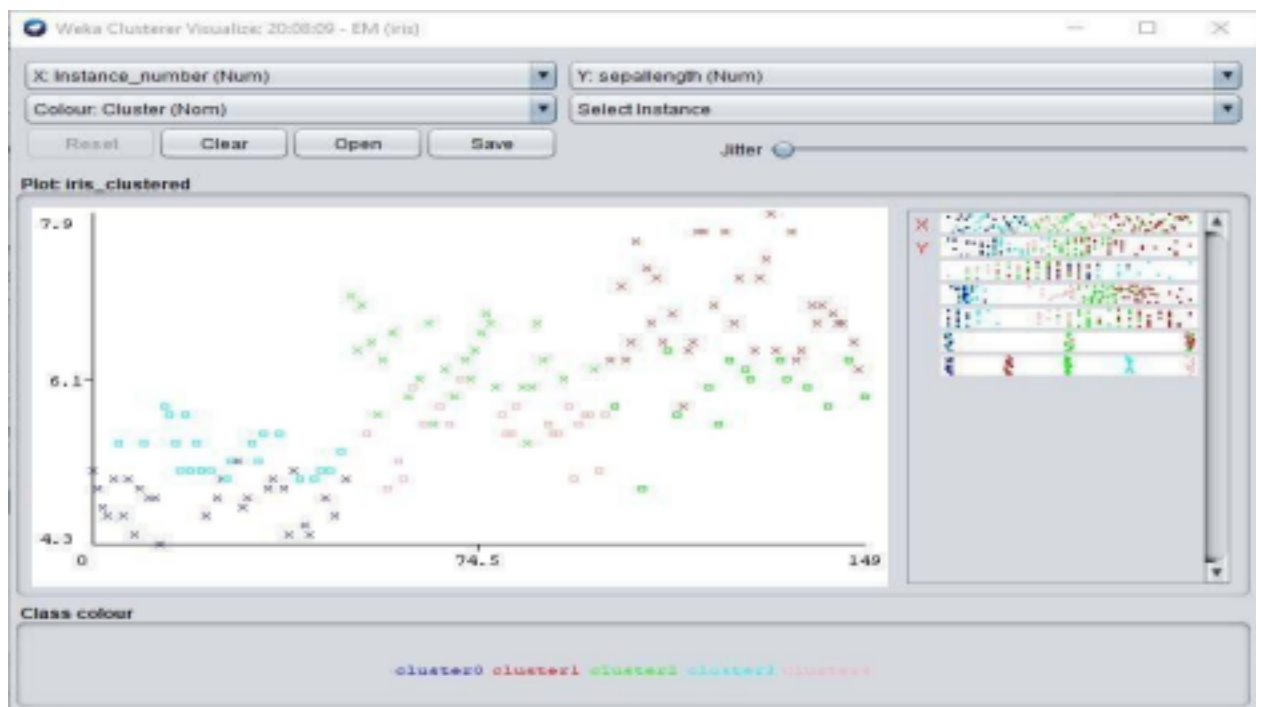 Weka Clusterer Visualize: 20:08:09 - EM (iris)
X: Instance_number (Num)
Y: sepallength (Num)
Colour: Cluster (Nom)
Select Instance
Reset
Clear
Open
Save
Jitter
Plot: iris_clustered
7.9
6.1
4.3
0
74.5
149
X
Y
Class colour
cluster0 cluster1 cluster2 cluster3 cluster4